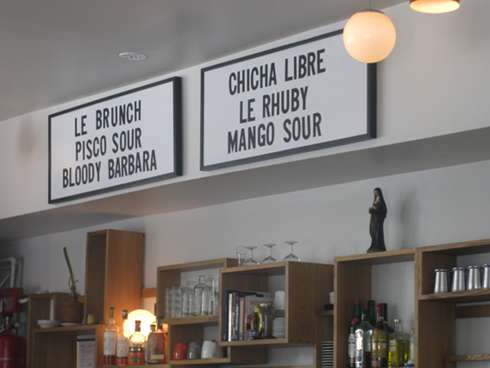 LE BRUNCH
PISCO SOUR
BLOODY BARBARA
CHICHA LIBRE
LE RHUBY
MANGO SOUR